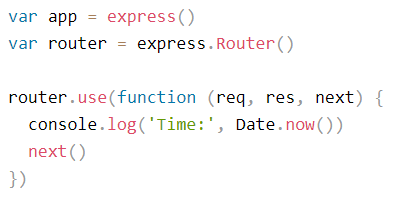 var app = express()
var router = express.Router()

router.use(function (req, res, next) {
  console.log('Time:', Date.now())
  next()
})